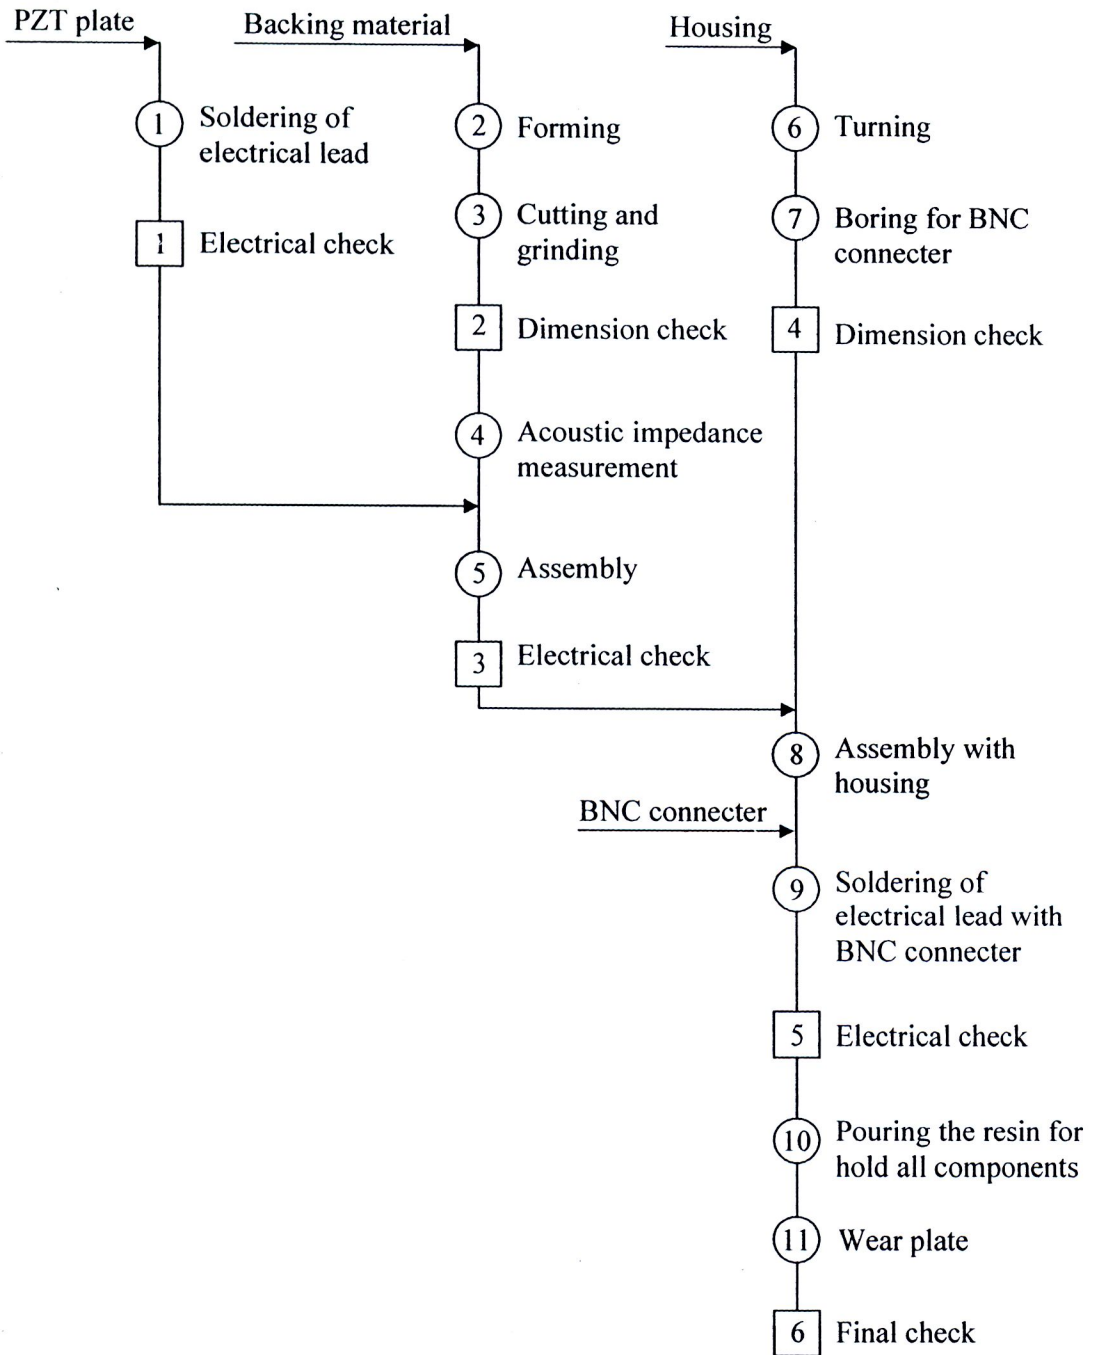 PZT plate
Backing material
Housing
1
Soldering of
electrical lead
2
Forming
6
Turning
3
Cutting and
grinding
7
Boring for BNC
connecter
1
Electrical check
2
Dimension check
4
Dimension check
4
Acoustic impedance
measurement
5
Assembly
3
Electrical check
8
Assembly with
housing
BNC connecter
9
Soldering of
electrical lead with
BNC connecter
5
Electrical check
10
Pouring the resin for
hold all components
11
Wear plate
6
Final check